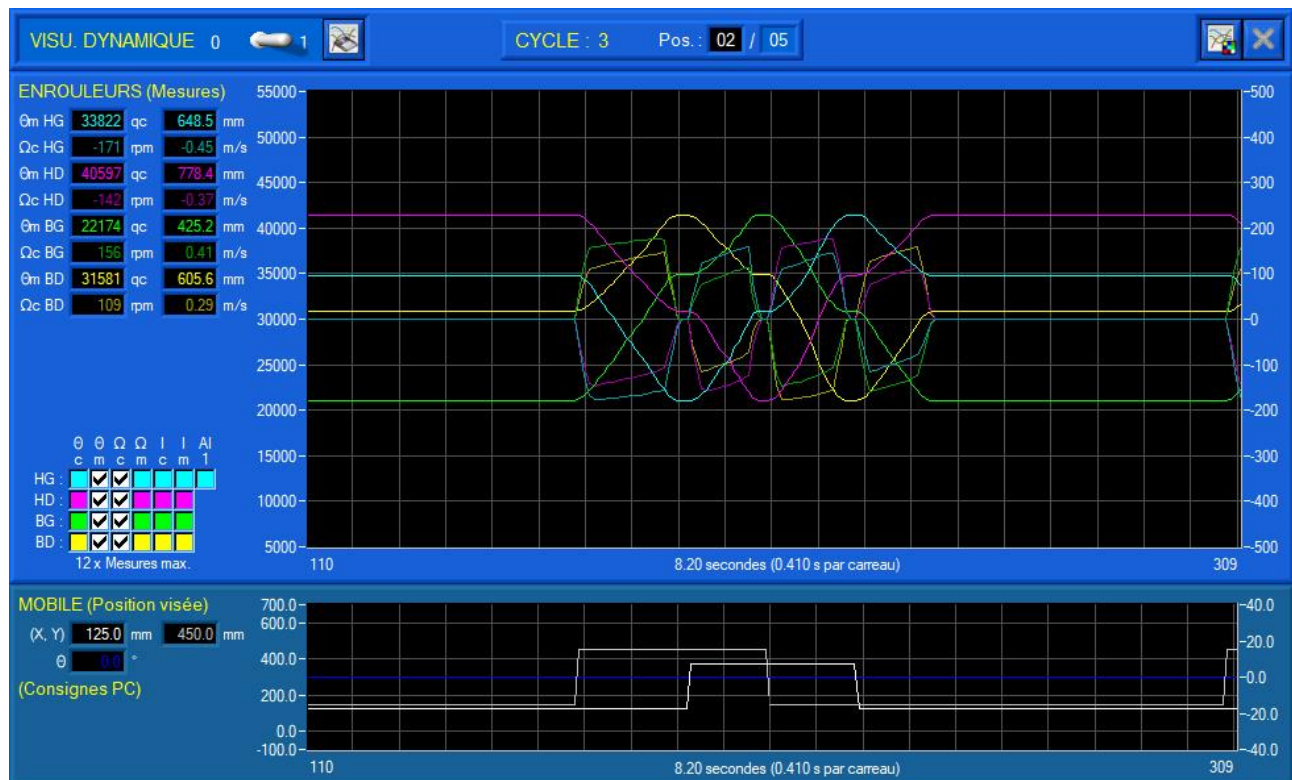 VISU. DYNAMIQUE 0 1 CYCLE : 3 Pos. : 02 / 05
ENROULEURS (Mesures)
Θm HG 33822 qc 648.5 mm
Ωc HG -171 rpm -0.45 m/s
Θm HD 40597 qc 778.4 mm
Ωc HD -142 rpm -0.37 m/s
Θm BG 22174 qc 425.2 mm
Ωc BG 156 rpm 0.41 m/s
Θm BD 31581 qc 605.6 mm
Ωc BD 109 rpm 0.29 m/s
Θ Θ Ω Ω I I AI
c m c m c m 1
HG :
HD :
BG :
BD :
12 x Mesures max.
55000
50000
45000
40000
35000
30000
25000
20000
15000
10000
5000
500
400
300
200
100
0
-100
-200
-300
-400
-500
110 8.20 secondes (0.410 s par carreau) 309
MOBILE (Position visée)
(X, Y) 125.0 mm 450.0 mm
Θ 0.0 °
(Consignes PC)
700.0
600.0
400.0
200.0
0.0
-100.0
40.0
20.0
0.0
-20.0
-40.0
110 8.20 secondes (0.410 s par carreau) 309